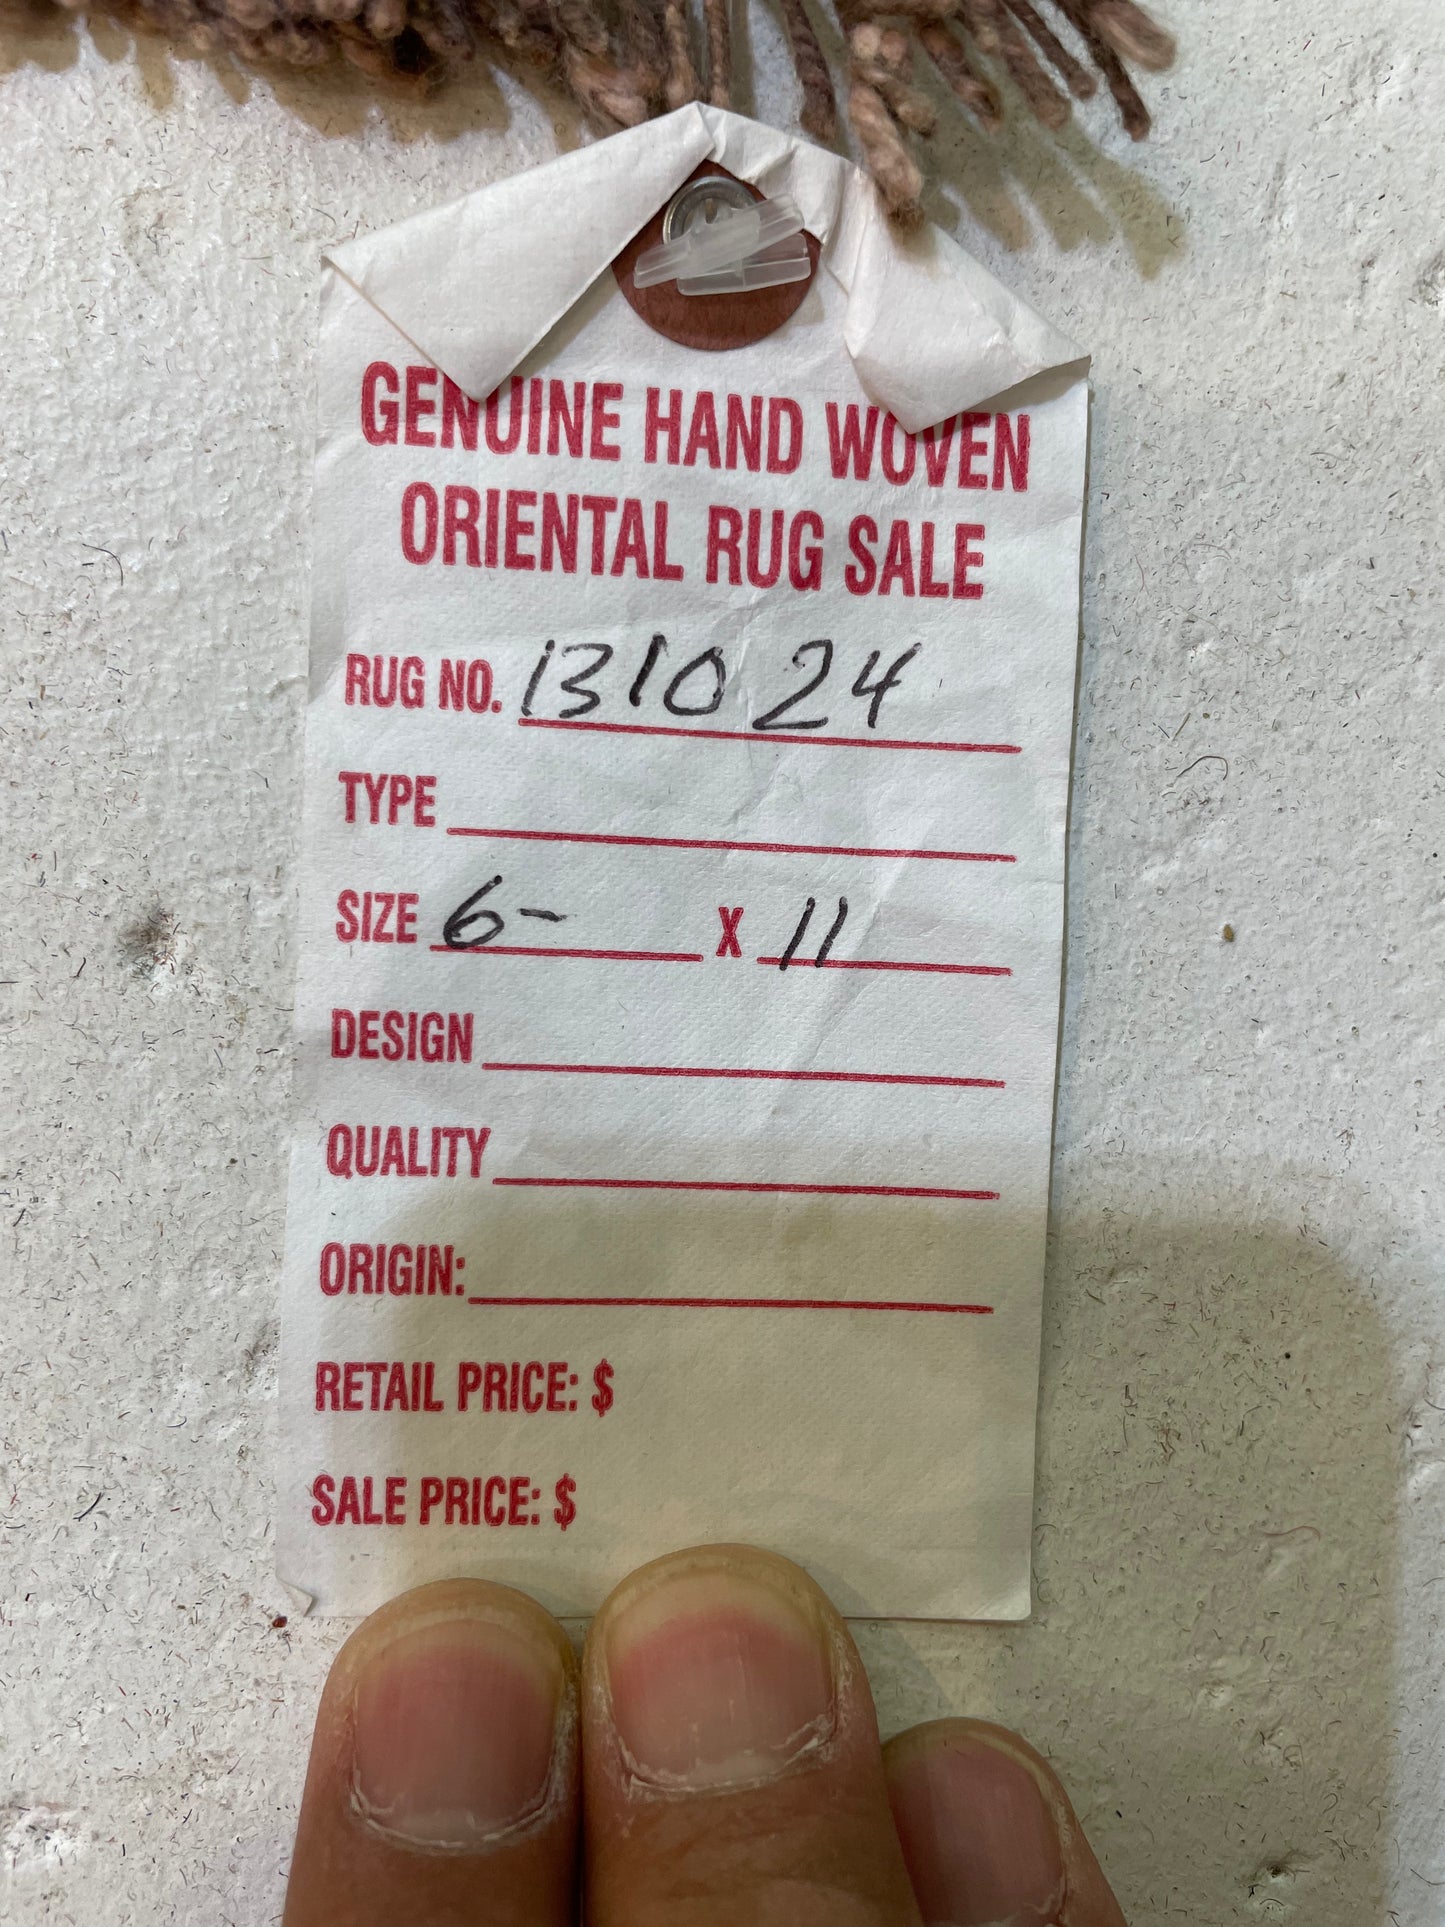 GENUINE HAND WOVEN
ORIENTAL RUG SALE
RUG NO. 131024
TYPE
SIZE 6- X 11
DESIGN
QUALITY
ORIGIN:
RETAIL PRICE: $
SALE PRICE: $